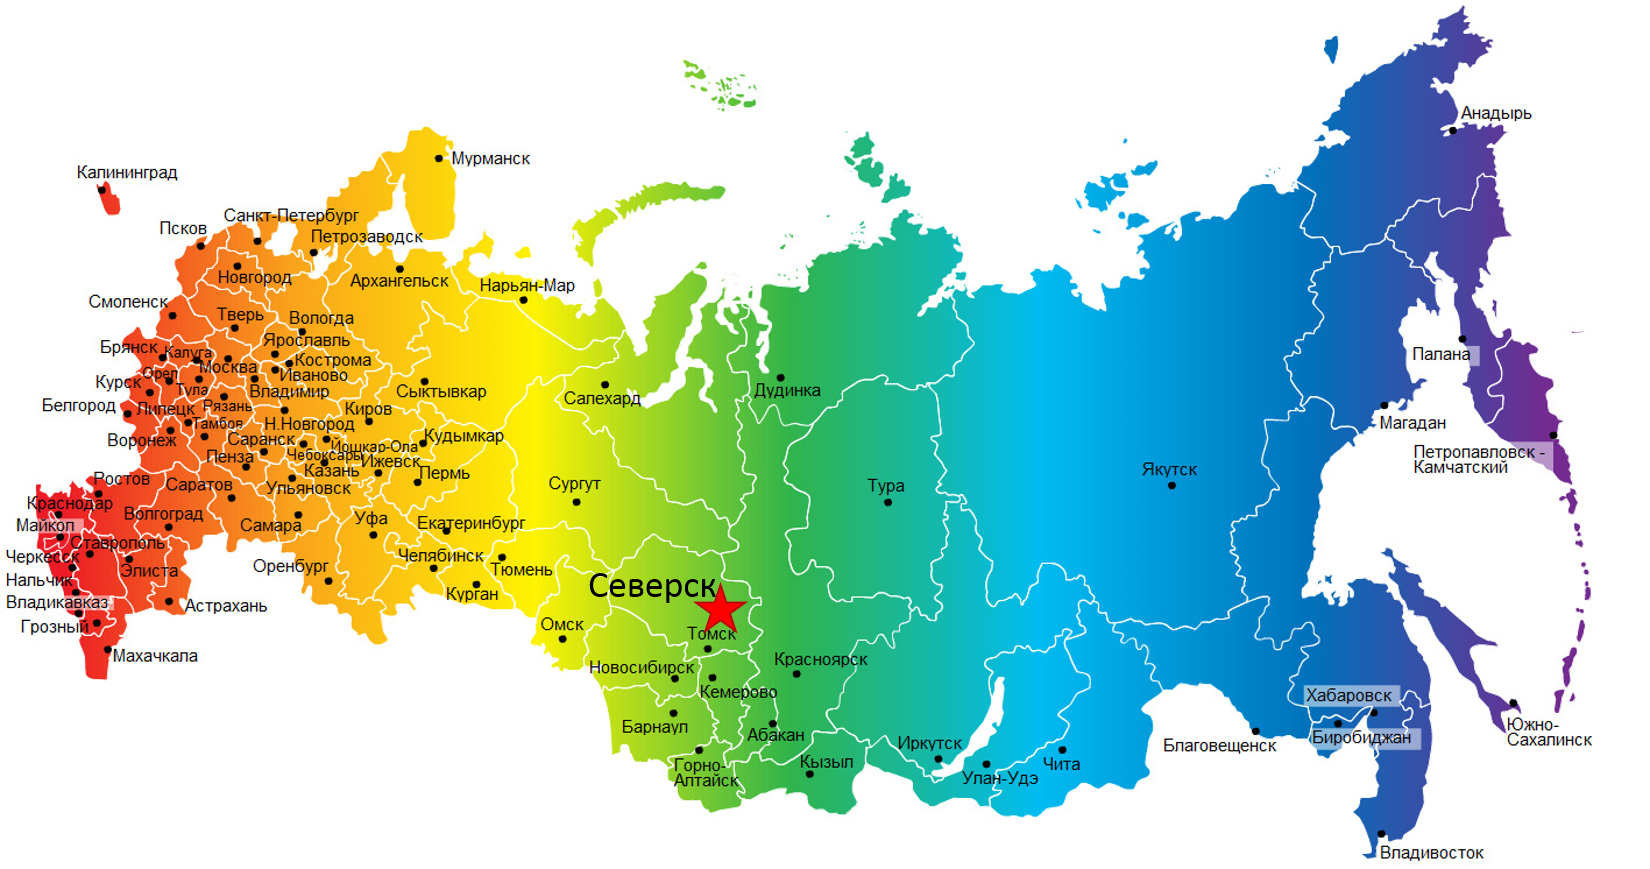 Анадырь
Мурманск
Калининград
Санкт-Петербург
Псков
Петрозаводск
Новгород
Архангельск
Нарьян-Мар
Смоленск
Тверь
Вологда
Ярославль
Брянск
Калуга
Кострома
Москва
Палана
Орел
Иваново
Курск
Тула
Владимир
Сыктывкар
Дудинка
Салехард
Белгород
Липецк
Рязань
Киров
Магадан
Тамбов
Н.Новгород
Воронеж
Саранск
Йошкар-Ола
Кудымкар
Чебоксары
Пенза
Ижевск
Казань
Пермь
Петропавловск -
Камчатский
Якутск
Ростов
Саратов
Ульяновск
Сургут
Тура
Краснодар
Волгоград
Майкоп
Самара
Уфа
Екатеринбург
Ставрополь
Черкесск
Челябинск
Элиста
Оренбург
Тюмень
Нальчик
Северск
Курган
Владикавказ
Астрахань
Грозный
Омск
Томск
Махачкала
Новосибирск
Красноярск
Кемерово
Хабаровск
Барнаул
Абакан
Иркутск
Благовещенск
Биробиджан
Южно-
Сахалинск
Горно-
Алтайск
Кызыл
Улан-Удэ
Чита
Владивосток